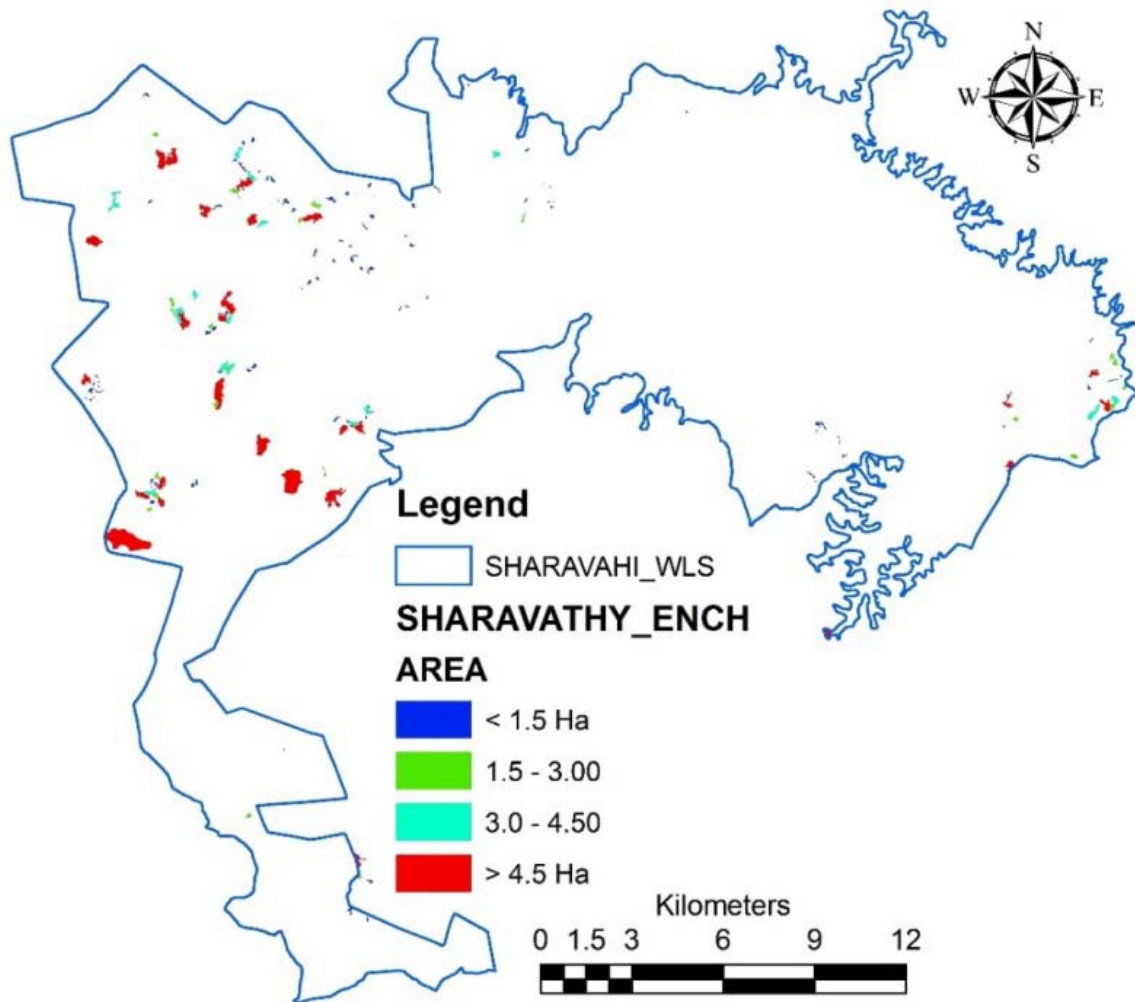 N
W E
S
Legend
SHARAVAHI_WLS
SHARAVATHY_ENCH
AREA
< 1.5 Ha
1.5 - 3.00
3.0 - 4.50
> 4.5 Ha
Kilometers
0 1.5 3 6 9 12